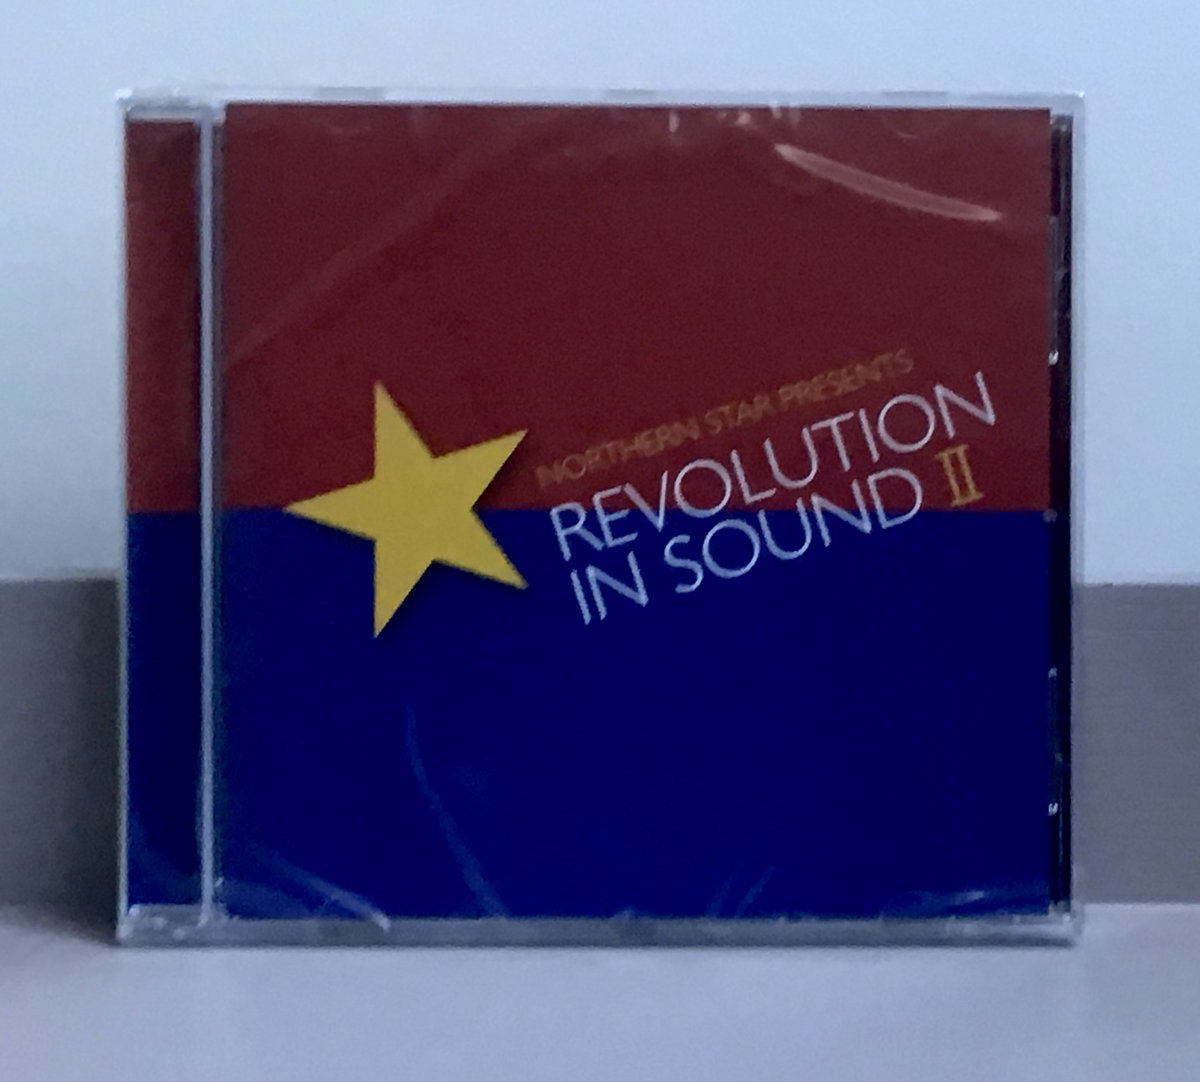 NORTHERN STAR PRESENTS
REVOLUTION
IN SOUND II